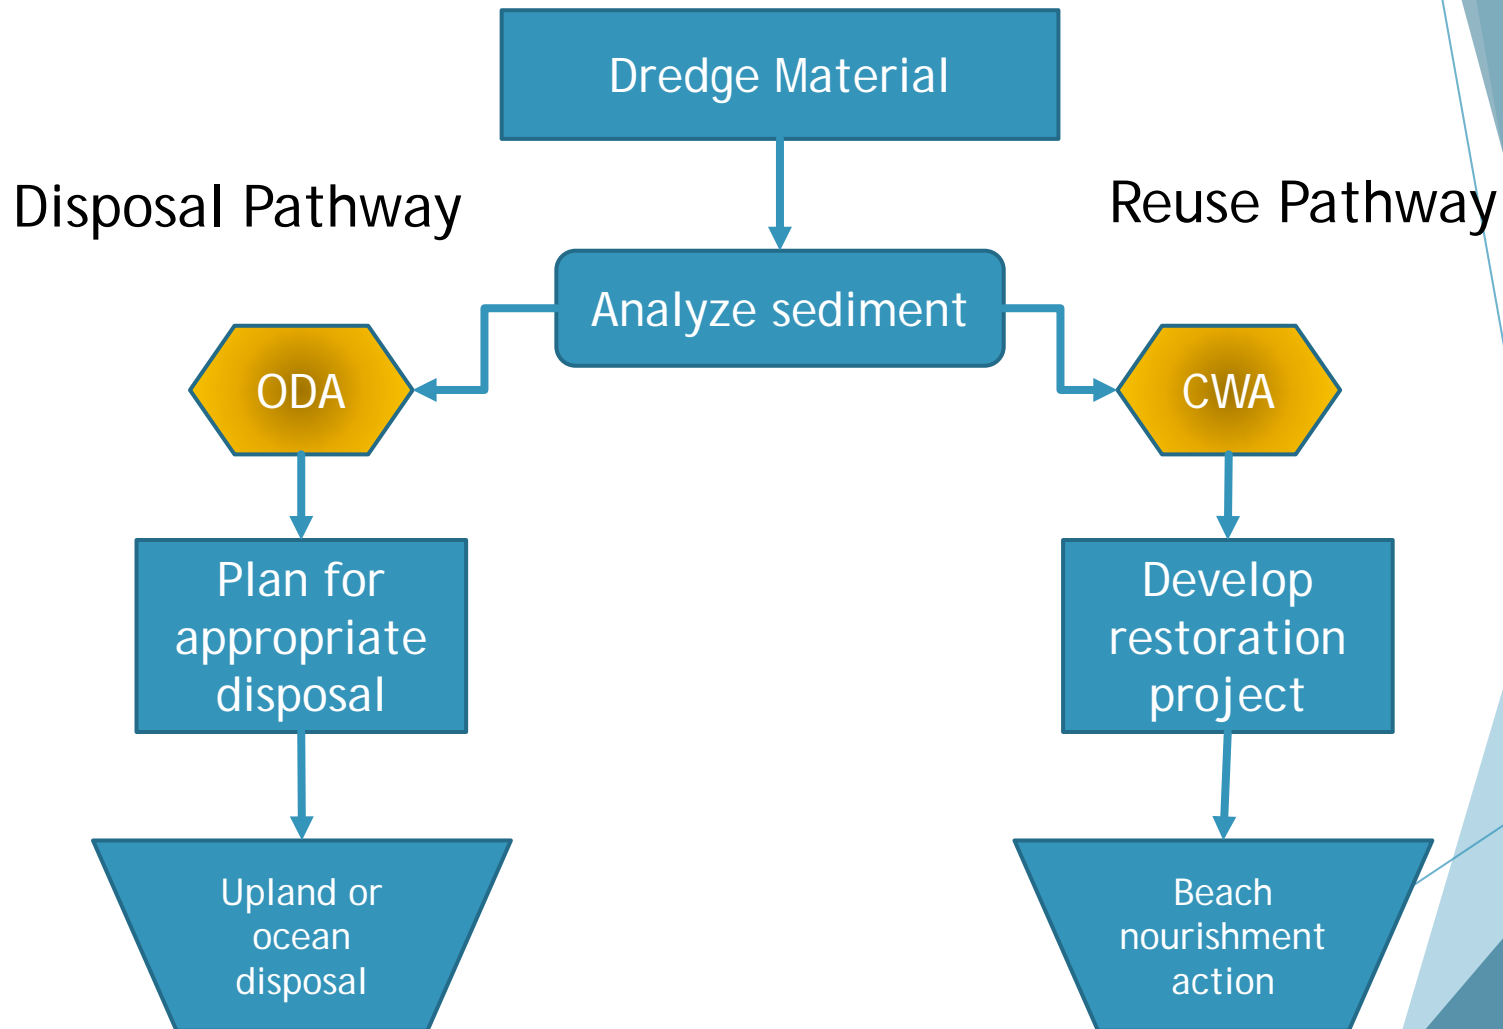 Dredge Material
Disposal Pathway
Reuse Pathway
Analyze sediment
ODA
CWA
Plan for
appropriate
disposal
Develop
restoration
project
Upland or
ocean
disposal
Beach
nourishment
action